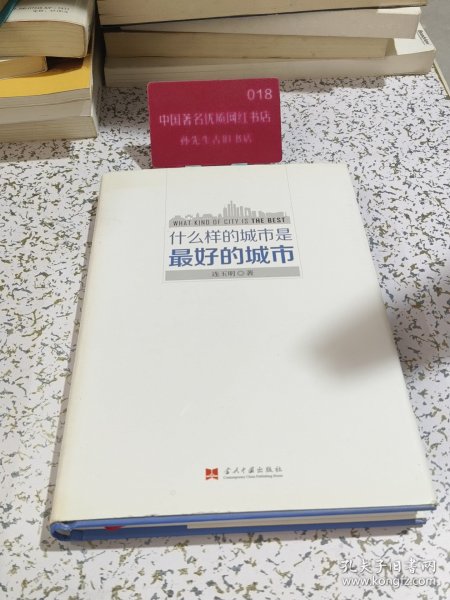 018
中国著名优质网红书店
孙先生古旧书店
WHAT KIND OF CITY IS THE BEST
什么样的城市是
最好的城市
连玉明◎著
当代中国出版社
Contemporary China Publishing House
孔夫子旧书网
www.kongfz.com